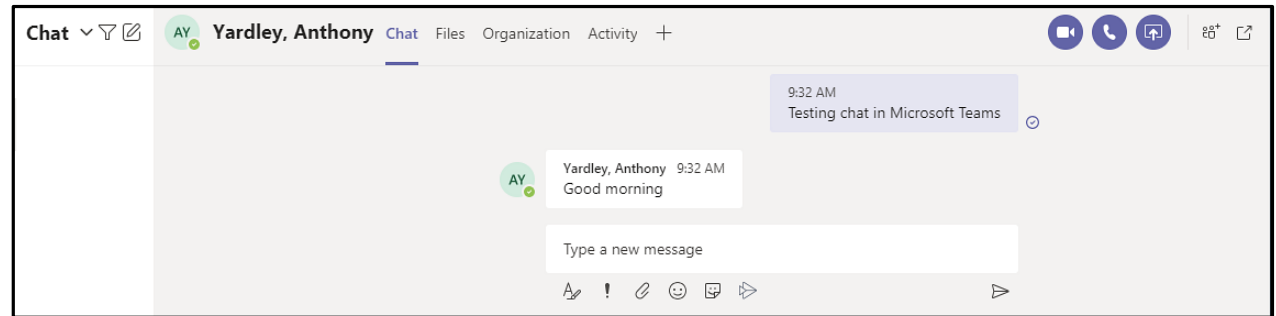 Chat
AY Yardley, Anthony Chat Files Organization Activity
9:32 AM
Testing chat in Microsoft Teams
AY Yardley, Anthony 9:32 AM
Good morning
Type a new message